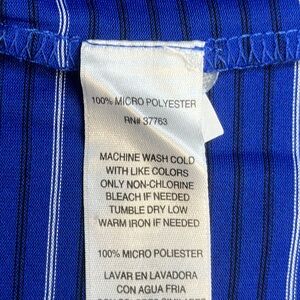 100% MICRO POLYESTER
RN# 37763
MACHINE WASH COLD
WITH LIKE COLORS
ONLY NON-CHLORINE
BLEACH IF NEEDED
TUMBLE DRY LOW
WARM IRON IF NEEDED
100% MICRO POLIESTER
LAVAR EN LAVADORA
CON AGUA FRIA